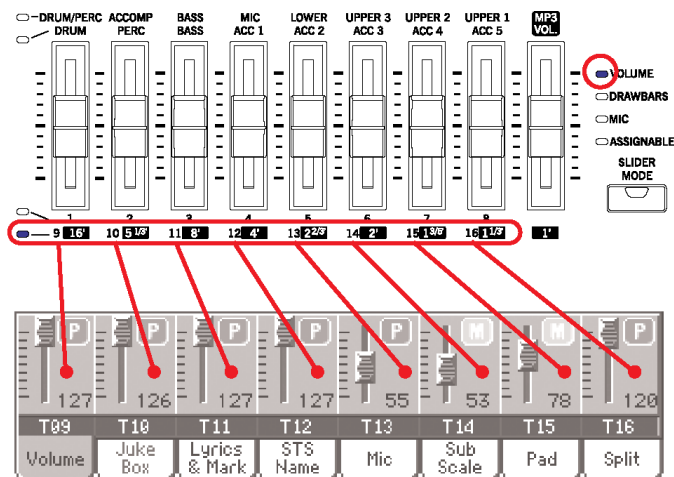 DRUM/PERC ACCOMP BASS MIC LOWER UPPER 3 UPPER 2 UPPER 1 MP3
DRUM PERC BASS ACC 1 ACC 2 ACC 3 ACC 4 ACC 5 VOL.
VOLUME
DRAWBARS
MIC
ASSIGNABLE
SLIDER
MODE
1 2 3 4 5 6 7 8
9 16' 10 5 1/3' 11 8' 12 4' 13 2 2/3' 14 2' 15 1 3/5' 16 1 1/3' 1'
P P P P P M M P
127 126 127 127 55 53 78 120
T09 T10 T11 T12 T13 T14 T15 T16
Volume Juke Lyrics STS Mic Sub Pad Split
Box & Mark Name Scale